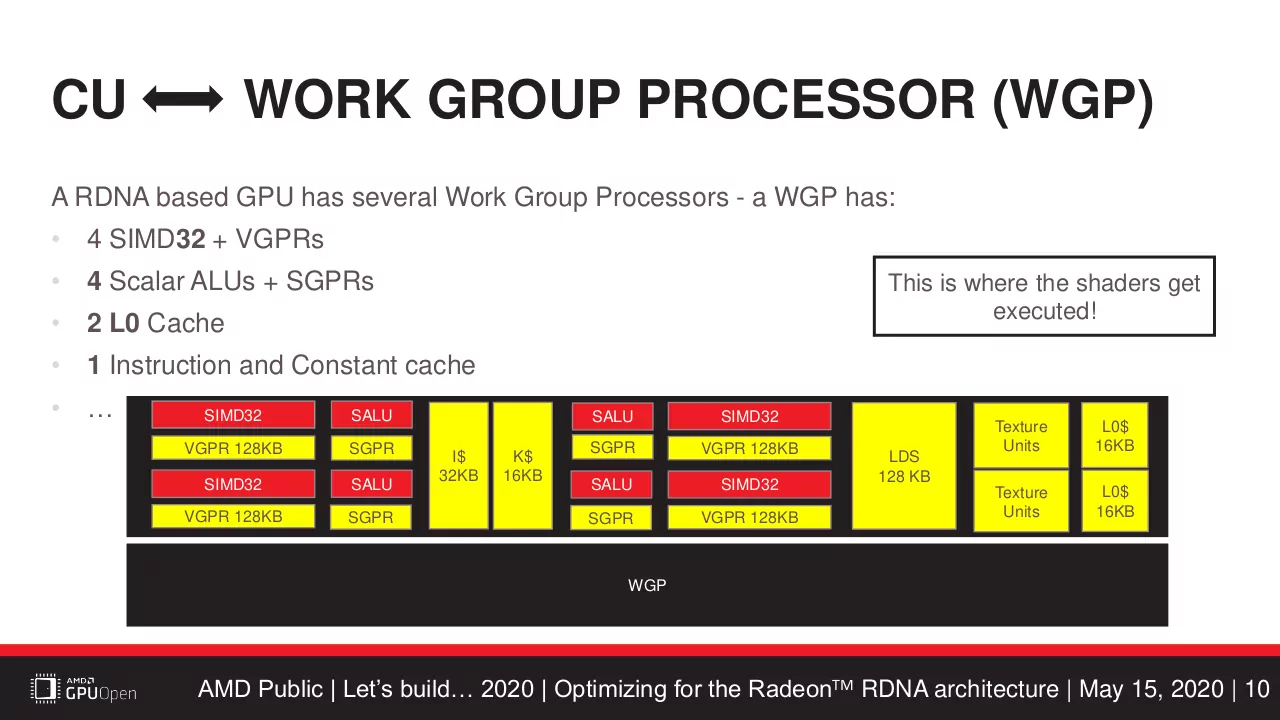 CU WORK GROUP PROCESSOR (WGP)
A RDNA based GPU has several Work Group Processors - a WGP has:
• 4 SIMD32 + VGPRs
• 4 Scalar ALUs + SGPRs
• 2 L0 Cache
• 1 Instruction and Constant cache
• …
This is where the shaders get
executed!
SIMD32
SALU
VGPR 128KB
SGPR
SIMD32
SALU
VGPR 128KB
SGPR
I$
32KB
K$
16KB
SALU
SIMD32
SGPR
VGPR 128KB
SALU
SIMD32
SGPR
VGPR 128KB
LDS
128 KB
Texture
Units
L0$
16KB
Texture
Units
L0$
16KB
WGP
AMD
GPUOpen
AMD Public | Let’s build… 2020 | Optimizing for the Radeon™ RDNA architecture | May 15, 2020 | 10